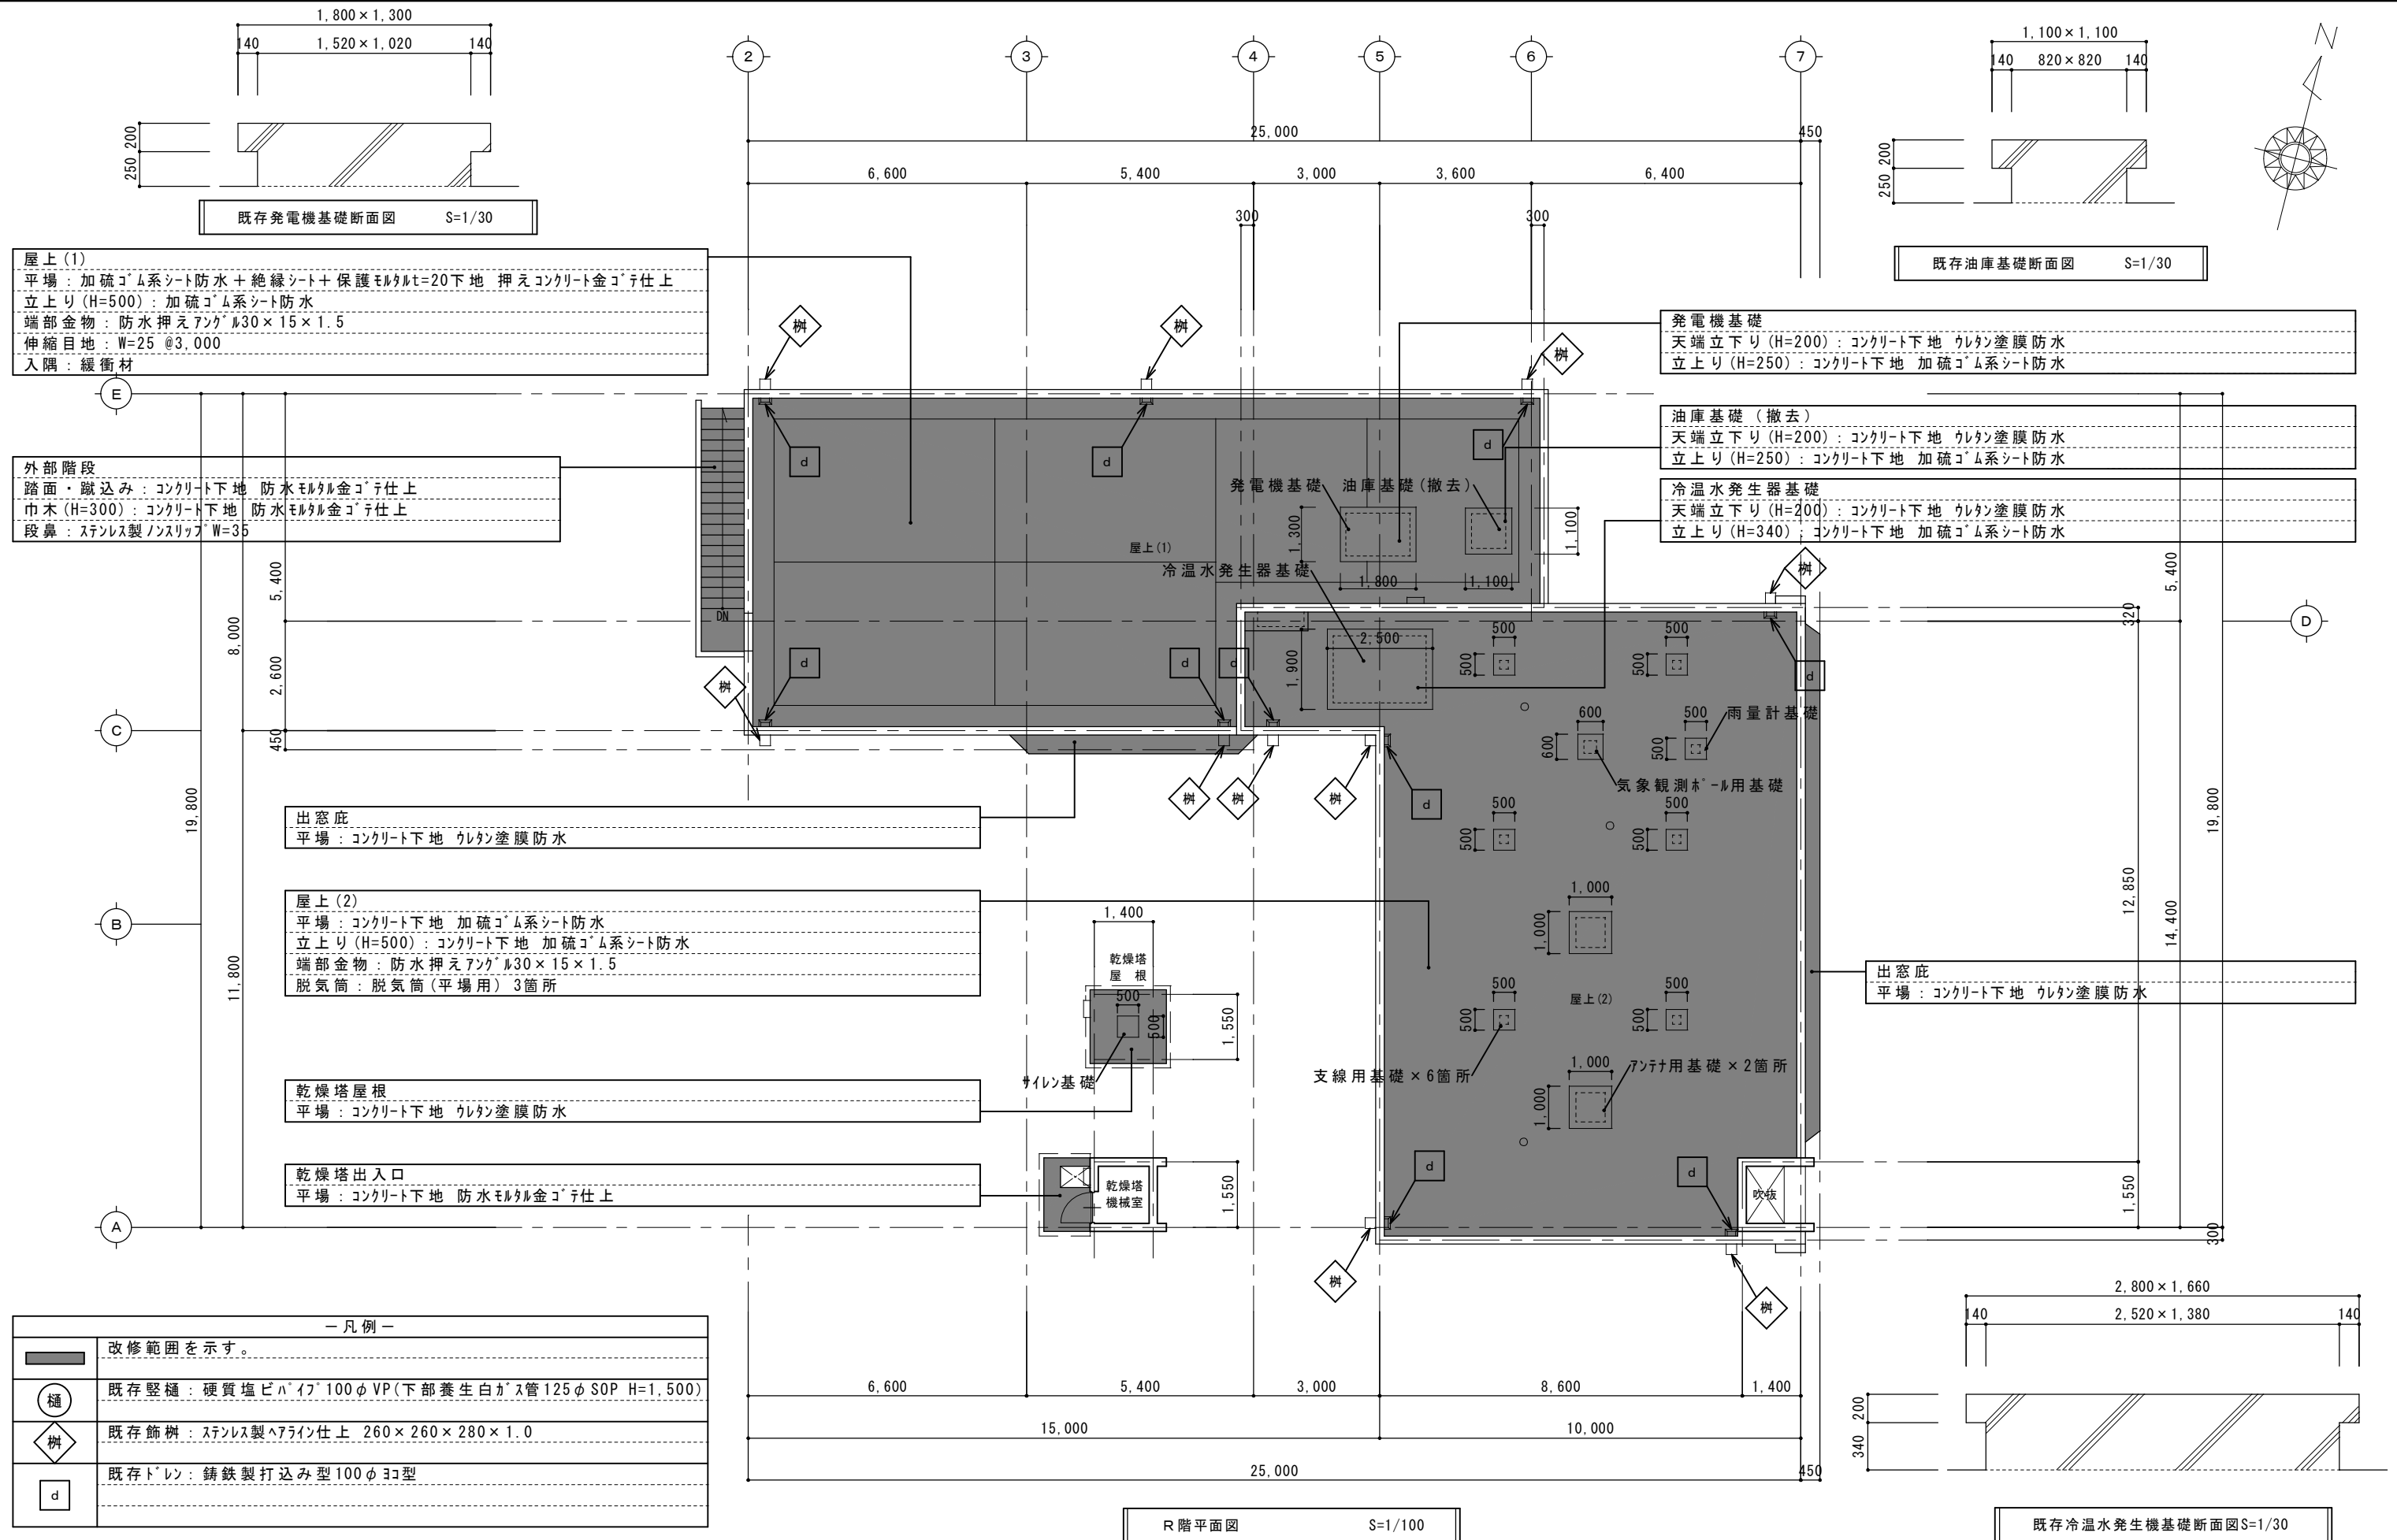 1,800×1,300
140 1,520×1,020 140
200
250
既存発電機基礎断面図 S=1/30
2 3 4 5 6 7
25,000 450
6,600 5,400 3,000 3,600 6,400
300 300
1,100×1,100
140 820×820 140
200
250
既存油庫基礎断面図 S=1/30
N
屋上(1)
平場：加硫ｺﾞﾑ系ｼｰﾄ防水＋絶縁ｼｰﾄ＋保護ﾓﾙﾀﾙt=20下地 押えｺﾝｸﾘｰﾄ金ｺﾞﾃ仕上
立上り(H=500)：加硫ｺﾞﾑ系ｼｰﾄ防水
端部金物：防水押えｱﾝｸﾞﾙ30×15×1.5
伸縮目地：W=25 @3,000
入隅：緩衝材
外部階段
踏面・蹴込み：ｺﾝｸﾘｰﾄ下地 防水ﾓﾙﾀﾙ金ｺﾞﾃ仕上
巾木(H=300)：ｺﾝｸﾘｰﾄ下地 防水ﾓﾙﾀﾙ金ｺﾞﾃ仕上
段鼻：ｽﾃﾝﾚｽ製ﾉﾝｽﾘｯﾌﾟW=35
発電機基礎
天端立下り(H=200)：ｺﾝｸﾘｰﾄ下地 ｳﾚﾀﾝ塗膜防水
立上り(H=250)：ｺﾝｸﾘｰﾄ下地 加硫ｺﾞﾑ系ｼｰﾄ防水
油庫基礎（撤去）
天端立下り(H=200)：ｺﾝｸﾘｰﾄ下地 ｳﾚﾀﾝ塗膜防水
立上り(H=250)：ｺﾝｸﾘｰﾄ下地 加硫ｺﾞﾑ系ｼｰﾄ防水
冷温水発生器基礎
天端立下り(H=200)：ｺﾝｸﾘｰﾄ下地 ｳﾚﾀﾝ塗膜防水
立上り(H=340)：ｺﾝｸﾘｰﾄ下地 加硫ｺﾞﾑ系ｼｰﾄ防水
桝 桝 桝
E
d d d
発電機基礎 油庫基礎(撤去)
1,300 1,100
屋上(1)
冷温水発生器基礎
1,800 1,100
桝
DN
D
5,400
8,000
2,600
450
19,800
11,800
5,400
320
12,850
14,400
19,800
1,550
300
d d d d
桝
2,500
1,900
500 500
500 500
C
600 500 雨量計基礎
600 500
気象観測ﾎﾟｰﾙ用基礎
桝 桝 桝
d
500 500
500 500
出窓庇
平場：ｺﾝｸﾘｰﾄ下地 ｳﾚﾀﾝ塗膜防水
B
屋上(2)
平場：ｺﾝｸﾘｰﾄ下地 加硫ｺﾞﾑ系ｼｰﾄ防水
立上り(H=500)：ｺﾝｸﾘｰﾄ下地 加硫ｺﾞﾑ系ｼｰﾄ防水
端部金物：防水押えｱﾝｸﾞﾙ30×15×1.5
脱気筒：脱気筒(平場用) 3箇所
1,400
乾燥塔
屋根
500
500
1,550
ｻｲﾚﾝ基礎
1,000
1,000
500 500
500 屋上(2) 500
支線用基礎×6箇所
1,000 ｱﾝﾃﾅ用基礎×2箇所
1,000
出窓庇
平場：ｺﾝｸﾘｰﾄ下地 ｳﾚﾀﾝ塗膜防水
乾燥塔屋根
平場：ｺﾝｸﾘｰﾄ下地 ｳﾚﾀﾝ塗膜防水
乾燥塔出入口
平場：ｺﾝｸﾘｰﾄ下地 防水ﾓﾙﾀﾙ金ｺﾞﾃ仕上
乾燥塔
機械室
1,550
d d
吹抜
A
桝 桝
－凡例－
改修範囲を示す。
樋 既存竪樋：硬質塩ビﾊﾟｲﾌﾟ100φVP(下部養生白ｶﾞｽ管125φSOP H=1,500)
桝 既存飾桝：ｽﾃﾝﾚｽ製ﾍｱﾗｲﾝ仕上 260×260×280×1.0
d 既存ﾄﾞﾚﾝ：鋳鉄製打込み型100φﾖｺ型
6,600 5,400 3,000 8,600 1,400
15,000 10,000
25,000 450
R階平面図 S=1/100
2,800×1,660
140 2,520×1,380 140
200
340
既存冷温水発生機基礎断面図S=1/30